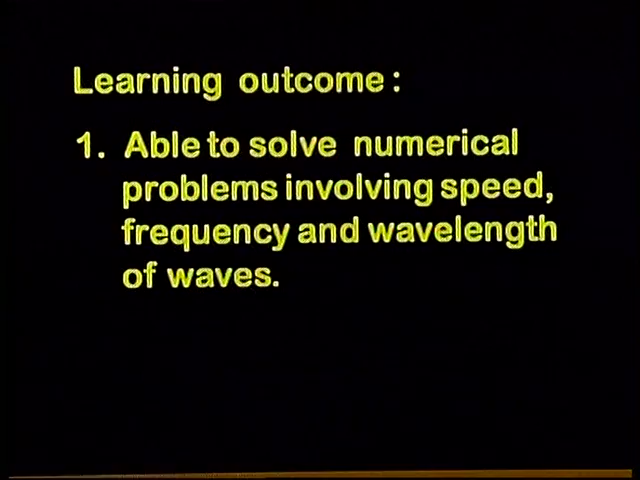 Learning outcome :
1. Able to solve numerical
problems involving speed,
frequency and wavelength
of waves.